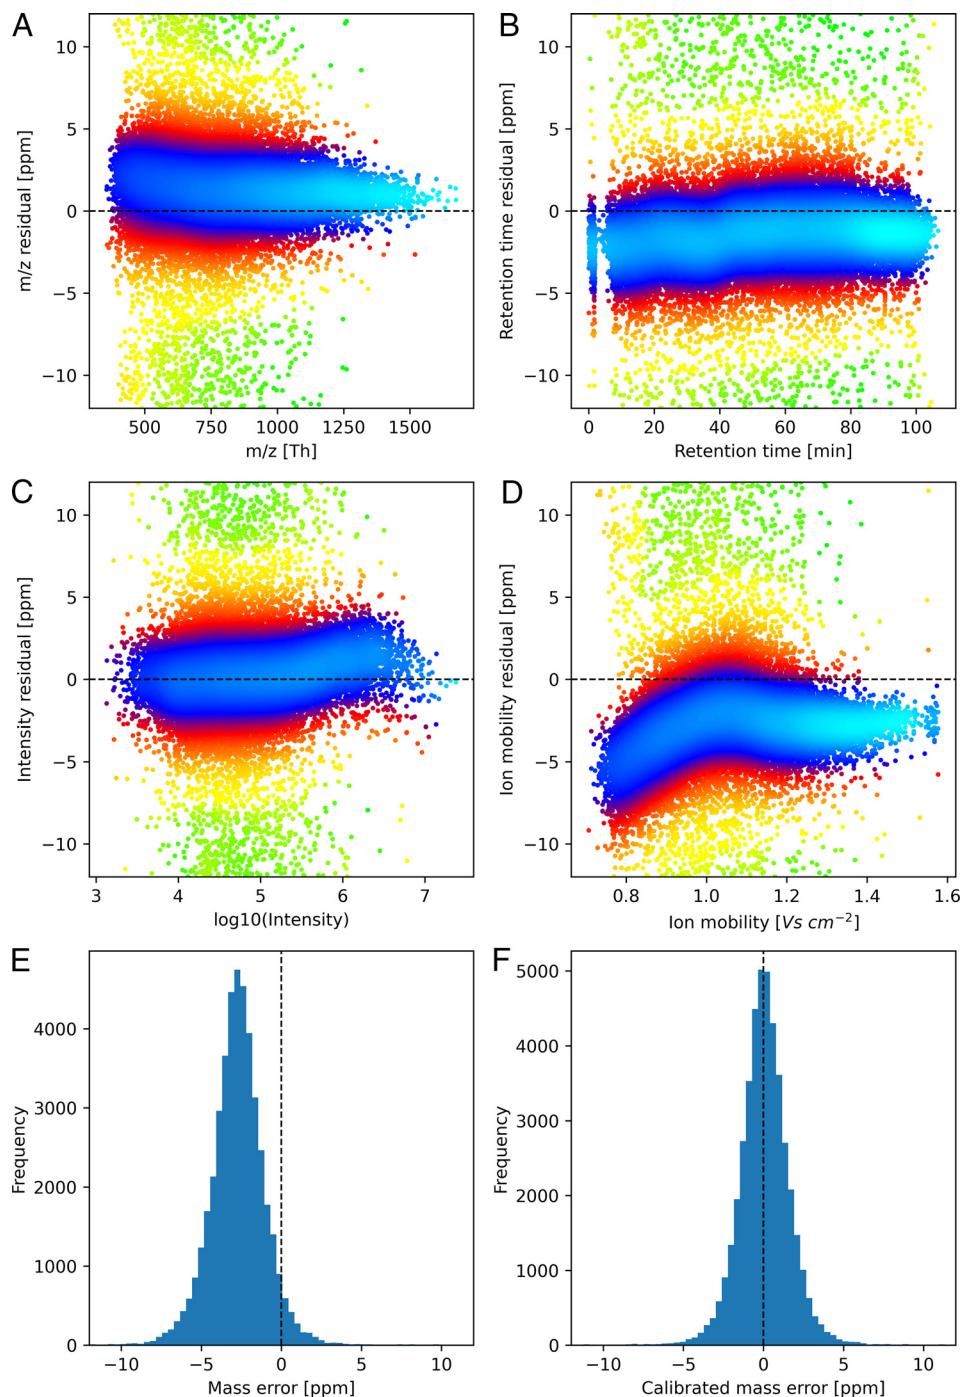 A
10
5
0
−5
−10
m/z residual [ppm]
500 750 1000 1250 1500
m/z [Th]
B
10
5
0
−5
−10
Retention time residual [ppm]
0 20 40 60 80 100
Retention time [min]
C
10
5
0
−5
−10
Intensity residual [ppm]
3 4 5 6 7
log10(Intensity)
D
10
5
0
−5
−10
Ion mobility residual [ppm]
0.8 1.0 1.2 1.4 1.6
Ion mobility [Vs cm⁻²]
E
4000
3000
2000
1000
0
Frequency
−10 −5 0 5 10
Mass error [ppm]
F
5000
4000
3000
2000
1000
0
Frequency
−10 −5 0 5 10
Calibrated mass error [ppm]